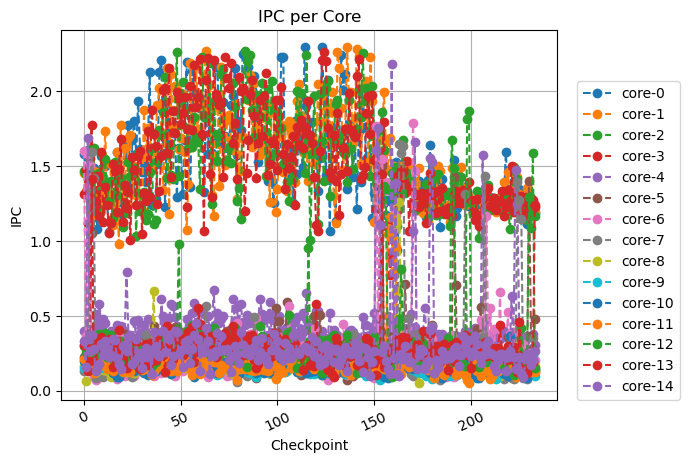 IPC per Core
IPC
2.0
1.5
1.0
0.5
0.0
0
50
100
150
200
Checkpoint
core-0
core-1
core-2
core-3
core-4
core-5
core-6
core-7
core-8
core-9
core-10
core-11
core-12
core-13
core-14